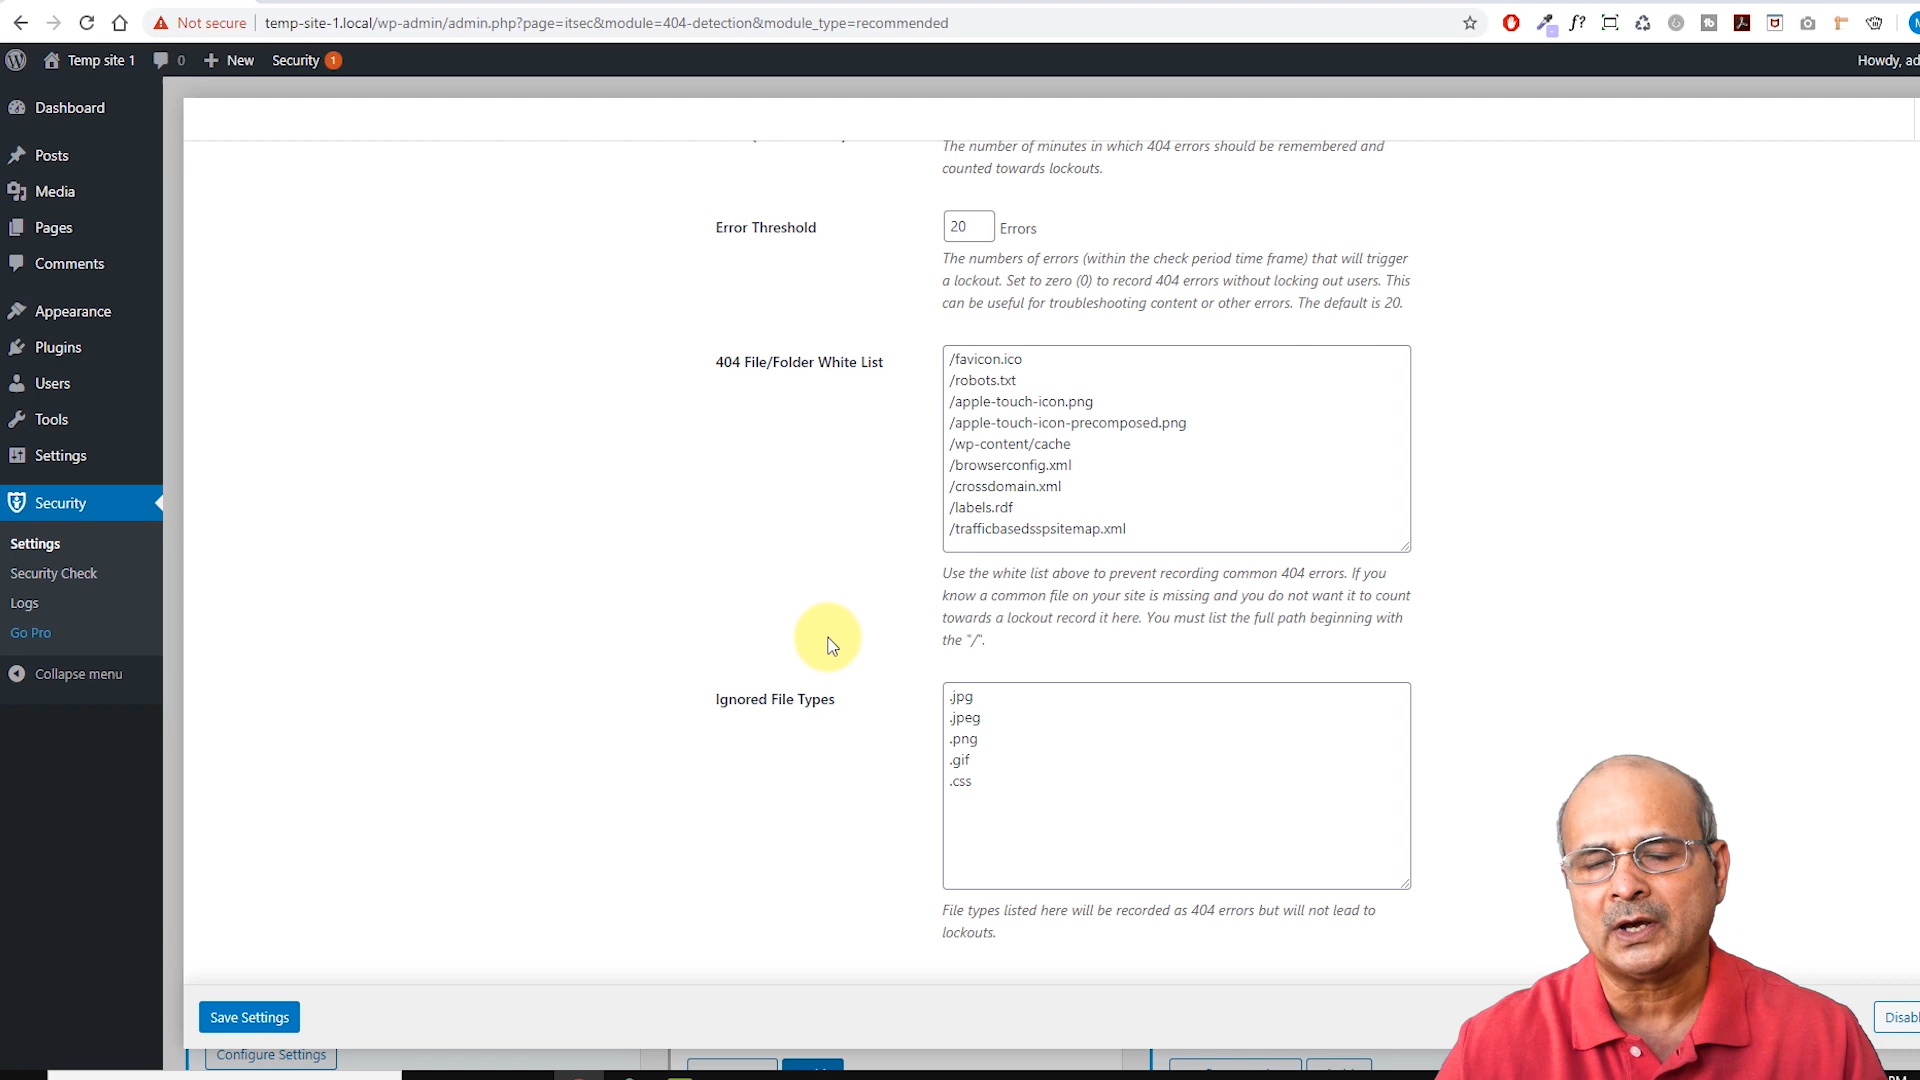 Not secure
temp-site-1.local/wp-admin/admin.php?page=itsec&module=404-detection&module_type=recommended
Temp site 1
0
New
Security
1
Howdy, ad
Dashboard
Posts
Media
Pages
Comments
Appearance
Plugins
Users
Tools
Settings
Security
Settings
Security Check
Logs
Go Pro
Collapse menu
The number of minutes in which 404 errors should be remembered and
counted towards lockouts.
Error Threshold
20 Errors
The numbers of errors (within the check period time frame) that will trigger
a lockout. Set to zero (0) to record 404 errors without locking out users. This
can be useful for troubleshooting content or other errors. The default is 20.
404 File/Folder White List
/favicon.ico
/robots.txt
/apple-touch-icon.png
/apple-touch-icon-precomposed.png
/wp-content/cache
/browserconfig.xml
/crossdomain.xml
/labels.rdf
/trafficbasedsspsitemap.xml
Use the white list above to prevent recording common 404 errors. If you
know a common file on your site is missing and you do not want it to count
towards a lockout record it here. You must list the full path beginning with
the "/".
Ignored File Types
.jpg
.jpeg
.png
.gif
.css
File types listed here will be recorded as 404 errors but will not lead to
lockouts.
Save Settings
Disabl
Configure Settings